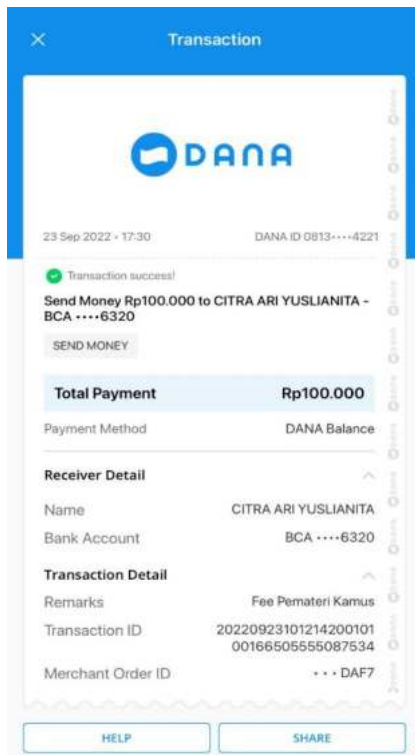 Transaction
DANA
23 Sep 2022 • 17:30 DANA ID 0813••••4221
Transaction success!
Send Money Rp100.000 to CITRA ARI YUSLIANITA -
BCA ••••6320
SEND MONEY
Total Payment Rp100.000
Payment Method DANA Balance
Receiver Detail
Name CITRA ARI YUSLIANITA
Bank Account BCA ••••6320
Transaction Detail
Remarks Fee Pemateri Kamus
Transaction ID 20220923101214200101
00166505555087534
Merchant Order ID • • • DAF7
HELP SHARE